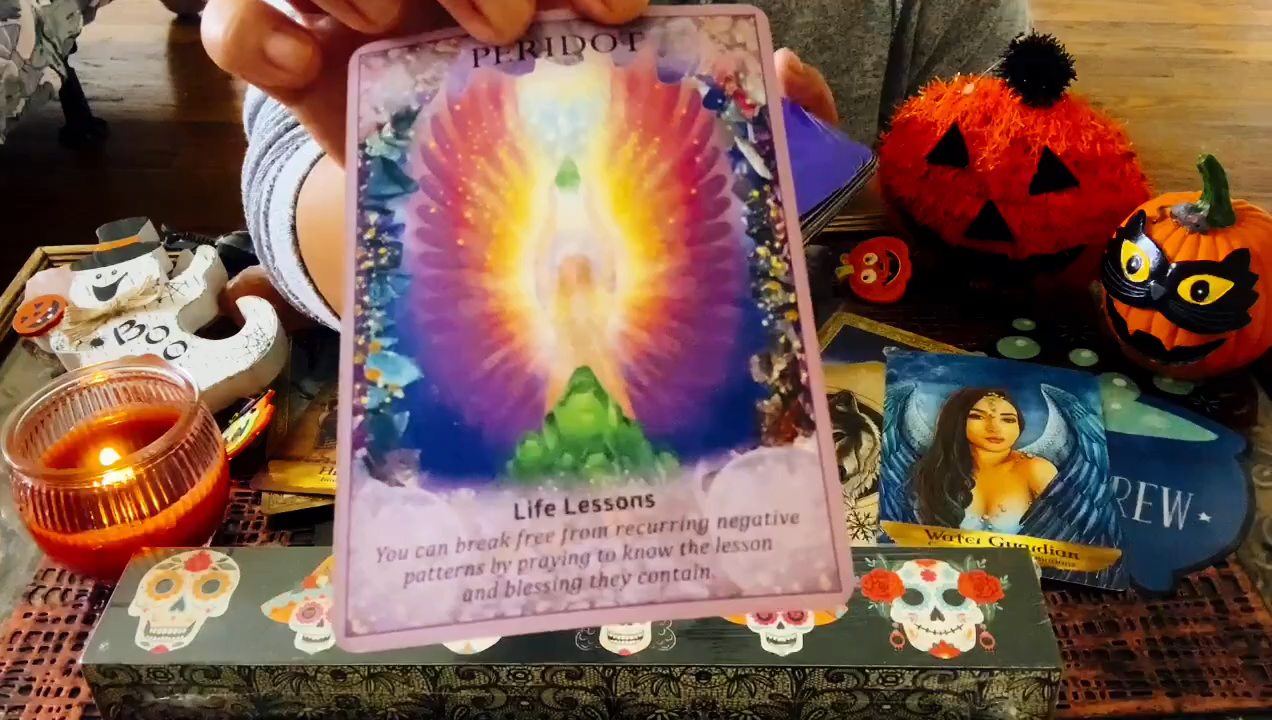 PERIDOT
Life Lessons
You can break free from recurring negative
patterns by praying to know the lesson
and blessing they contain.
BOO
Water Guardian
REW